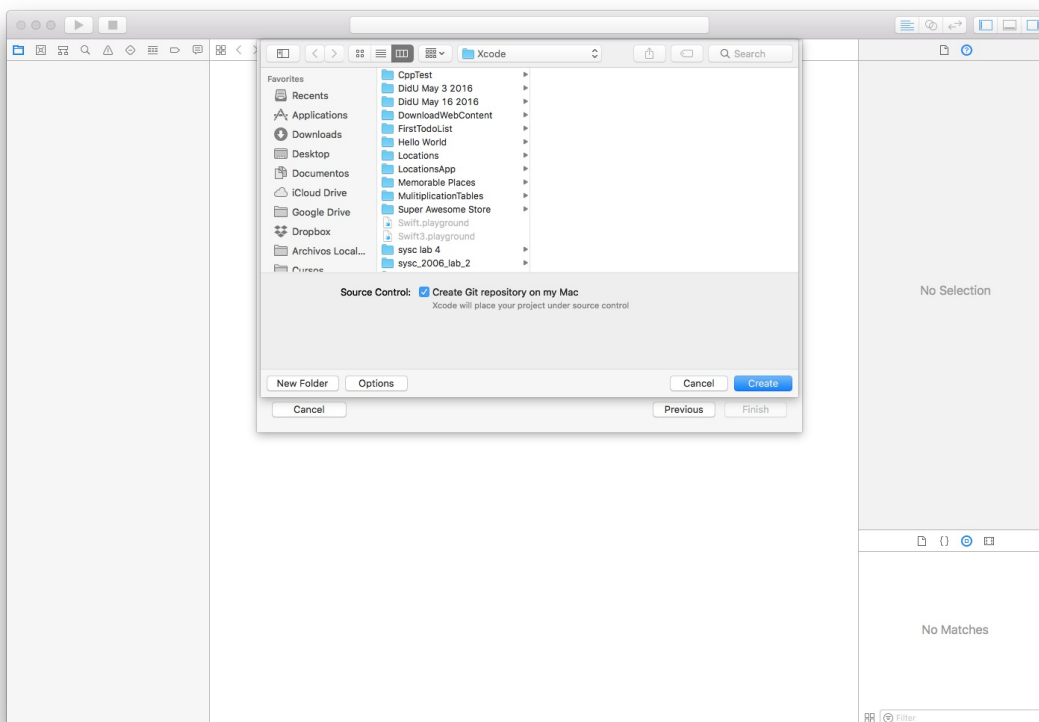 Xcode
Search
Favorites
Recents
Applications
Downloads
Desktop
Documentos
iCloud Drive
Google Drive
Dropbox
Archivos Local...
Cursos
CppTest
DidU May 3 2016
DidU May 16 2016
DownloadWebContent
FirstTodoList
Hello World
Locations
LocationsApp
Memorable Places
MulitiplicationTables
Super Awesome Store
Swift.playground
Swift3.playground
sysc lab 4
sysc_2006_lab_2
Source Control: Create Git repository on my Mac
Xcode will place your project under source control
New Folder Options Cancel Create
Cancel Previous Finish
No Selection
{}
No Matches
Filter